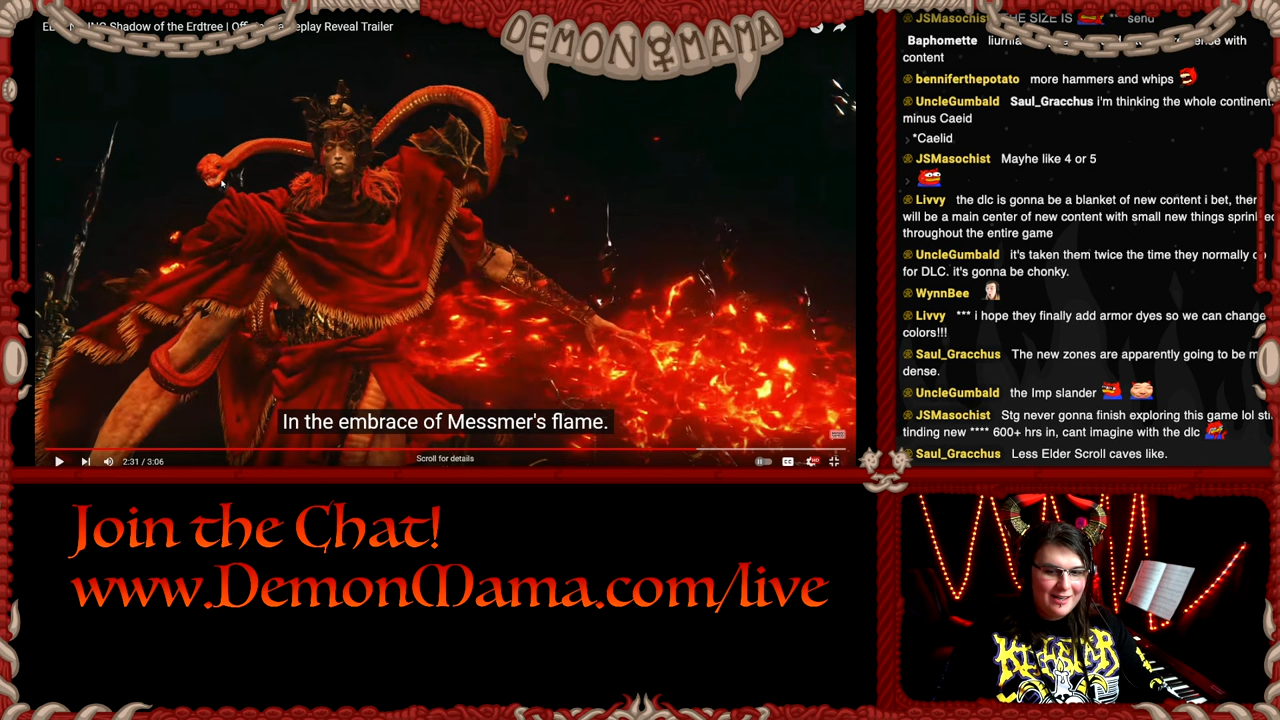 Shadow of the Erdtree | Gameplay Reveal Trailer
DEMON MAMA
In the embrace of Messmer's flame.
2:31 / 3:06
Scroll for details
CC
HD
Join the Chat!
www.DemonMama.com/live
JSMasochist THE SIZE IS *** send
Baphomette
content
benniferthepotato more hammers and whips
UncleGumbald Saul_Gracchus i'm thinking the whole continent
minus Caeid
*Caelid
JSMasochist Mayhe like 4 or 5
Livvy the dlc is gonna be a blanket of new content i bet, ther
will be a main center of new content with small new things
throughout the entire game
UncleGumbald it's taken them twice the time they normally
for DLC. it's gonna be chonky.
WynnBee
Livvy *** i hope they finally add armor dyes so we can change
colors!!!
Saul_Gracchus The new zones are apparently going to be m
dense.
UncleGumbald the Imp slander
JSMasochist Stg never gonna finish exploring this game lol
finding new **** 600+ hrs in, cant imagine with the dlc
Saul_Gracchus Less Elder Scroll caves like.